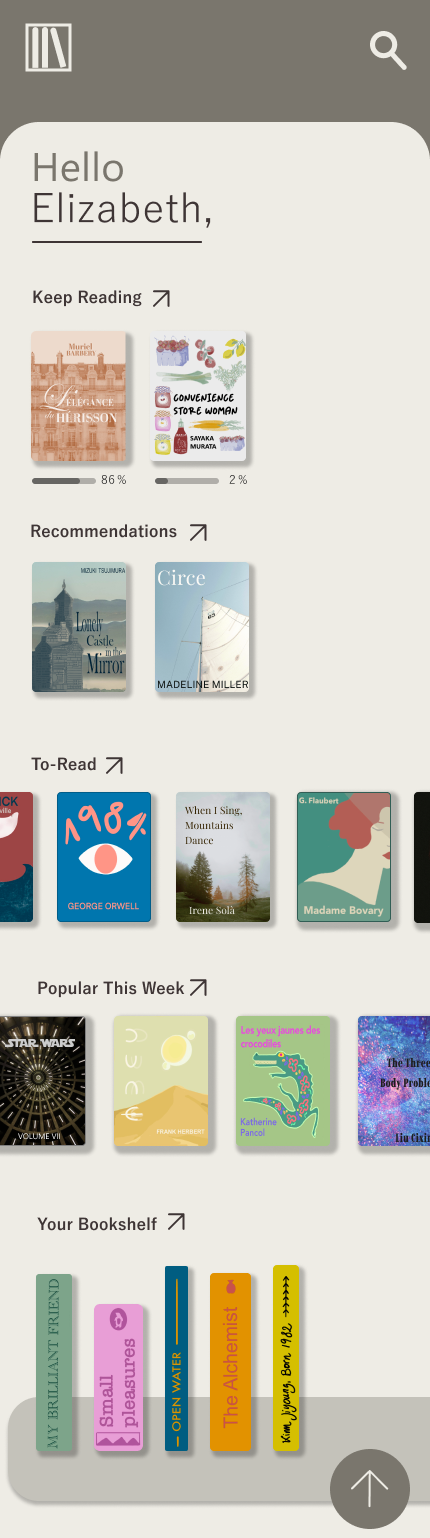 Hello
Elizabeth,
Keep Reading
Muriel
BARBERY
L'ÉLÉGANCE
du HÉRISSON
CONVENIENCE
STORE WOMAN
SAYAKA
MURATA
86 %
2 %
Recommendations
MIZUKI TSUJIMURA
Lonely
Castle
in the
Mirror
Circe
MADELINE MILLER
To-Read
ICK
ville
1984
GEORGE ORWELL
When I Sing,
Mountains
Dance
Irene Solà
G. Flaubert
Madame Bovary
Popular This Week
STAR WARS
VOLUME VII
FRANK HERBERT
Les yeux jaunes des
crocodiles
Katherine
Pancol
The Three
Body Proble
Liu Cixin
Your Bookshelf
MY BRILLIANT FRIEND
Small
pleasures
OPEN WATER
The Alchemist
Kim Jiyoung, Born 1982